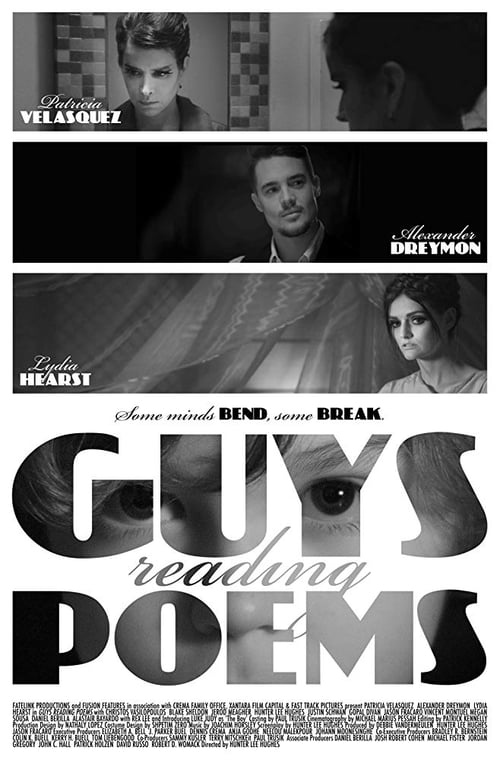 Patricia
VELASQUEZ
Alexander
DREYMON
Lydia
HEARST
Some minds BEND, some BREAK.
GUYS
reading
POEMS
FATELINK PRODUCTIONS AND FUSION FEATURES in association with CREMA FAMILY OFFICE, XANTARA FILM CAPITAL & FAST TRACK PICTURES present PATRICIA VELASQUEZ ALEXANDER DREYMON LYDIA
HEARST in GUYS READING POEMS with CHRISTOS VASILOPOULOS BLAKE SHELDON JEROD MEAGHER HUNTER LEE HUGHES JUSTIN SCHWAN GOPAL DIVAN JASON FRACARO VINCENT MONTUEL MEGAN
SOUSA DANIEL BERILLA ALASTAIR BAYARDO with REX LEE and Introducing LUKE JUDY as 'The Boy' Casting by PAUL TRUSIK Cinematography by MICHAEL MARIUS PESSAH Editing by PATRICK KENNELLY
Production Design by NATHALY LOPEZ Costume Design by SHPETIM ZERO Music by JOACHIM HORSLEY Screenplay by HUNTER LEE HUGHES Produced by DEBBIE VANDERMEULEN HUNTER LEE HUGHES
JASON FRACARO Executive Producers ELIZABETH A. BELL J. PARKER BUEL DENNIS CREMA ANJA GODHE NEELOU MALEKPOUR JOHANN MOONESINGHE Co-Executive Producers BRADLEY R. BERNSTEIN
COLIN K. BUELL KERRY H. BUELL TOM LIEBENGOOD Co-Producers SAMMY KUSLER TERRY NITSCHKE PAUL TRUSIK Associate Producers DANIEL BERILLA JOSH ROBERT COHEN MICHAEL FISTER JORDAN
GREGORY JOHN C. HALL PATRICK HOLZEN DAVID RUSSO ROBERT D. WOMACK Directed by HUNTER LEE HUGHES